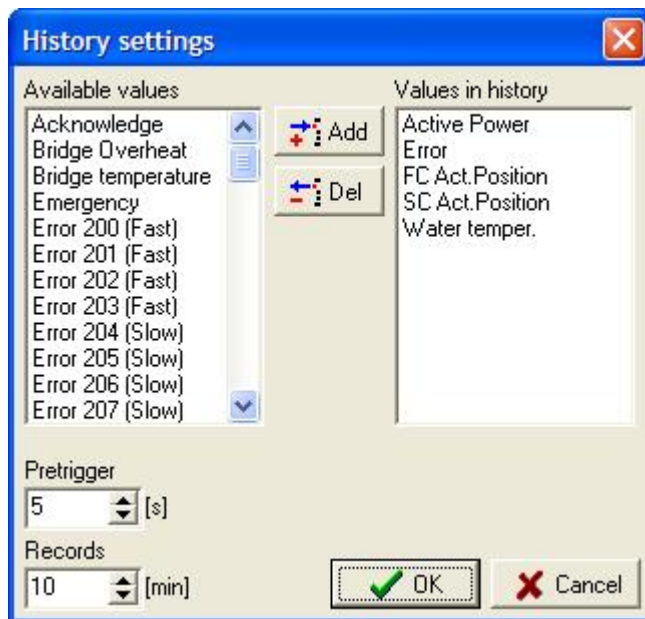 History settings
Available values
Acknowledge
Bridge Overheat
Bridge temperature
Emergency
Error 200 (Fast)
Error 201 (Fast)
Error 202 (Fast)
Error 203 (Fast)
Error 204 (Slow)
Error 205 (Slow)
Error 206 (Slow)
Error 207 (Slow)
Add
Del
Values in history
Active Power
Error
FC Act.Position
SC Act.Position
Water temper.
Pretrigger
5 [s]
Records
10 [min]
OK
Cancel